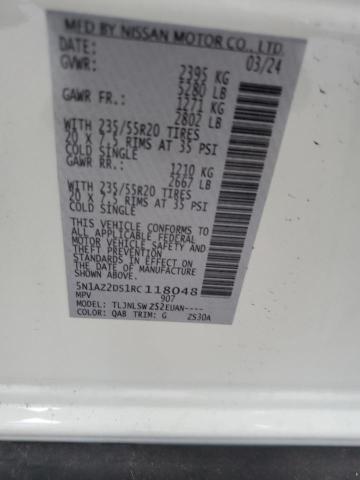 MFD BY NISSAN MOTOR CO., LTD.
DATE: 03/24
GVWR: 2395 KG
5280 LB
GAWR FR.: 1271 KG
2802 LB
WITH 235/55R20 TIRES
20 X 7.5 RIMS AT 35 PSI
COLD SINGLE
GAWR RR.: 1210 KG
2667 LB
WITH 235/55R20 TIRES
20 X 7.5 RIMS AT 35 PSI
COLD SINGLE
THIS VEHICLE CONFORMS TO
ALL APPLICABLE FEDERAL
MOTOR VEHICLE SAFETY AND
THEFT PREVENTION
STANDARDS IN EFFECT ON
THE DATE OF MANUFACTURE
SHOWN ABOVE.
5N1AZ2DS1RC118048
MPV 907
MODEL: TLJNLSWZS2EUAN----
COLOR: QAB TRIM: G ZS30A